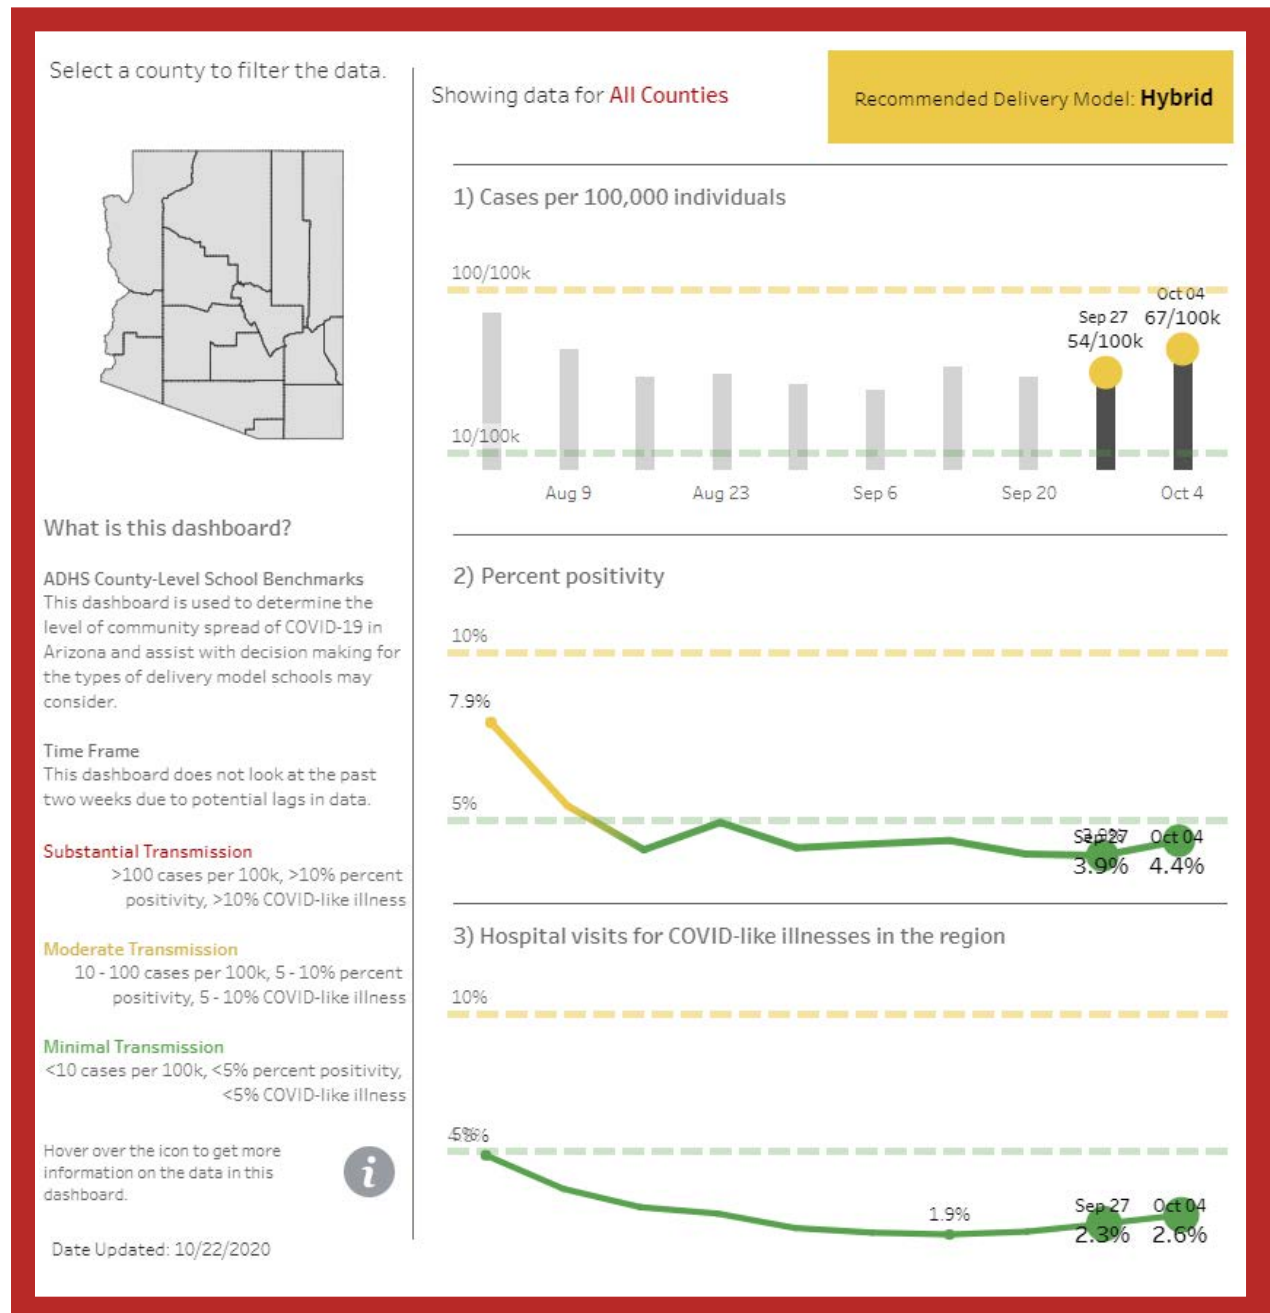 Select a county to filter the data.
What is this dashboard?
ADHS County-Level School Benchmarks
This dashboard is used to determine the
level of community spread of COVID-19 in
Arizona and assist with decision making for
the types of delivery model schools may
consider.
Time Frame
This dashboard does not look at the past
two weeks due to potential lags in data.
Substantial Transmission
>100 cases per 100k, >10% percent
positivity, >10% COVID-like illness
Moderate Transmission
10 - 100 cases per 100k, 5 - 10% percent
positivity, 5 - 10% COVID-like illness
Minimal Transmission
<10 cases per 100k, <5% percent positivity,
<5% COVID-like illness
Hover over the icon to get more
information on the data in this
dashboard.
i
Date Updated: 10/22/2020
Showing data for All Counties
Recommended Delivery Model: Hybrid
1) Cases per 100,000 individuals
100/100k
Oct 04
Sep 27 67/100k
54/100k
10/100k
Aug 9 Aug 23 Sep 6 Sep 20 Oct 4
2) Percent positivity
10%
7.9%
5%
3.9%
Sep 27 Oct 04
3.9% 4.4%
3) Hospital visits for COVID-like illnesses in the region
10%
5%
1.9%
Sep 27 Oct 04
2.3% 2.6%